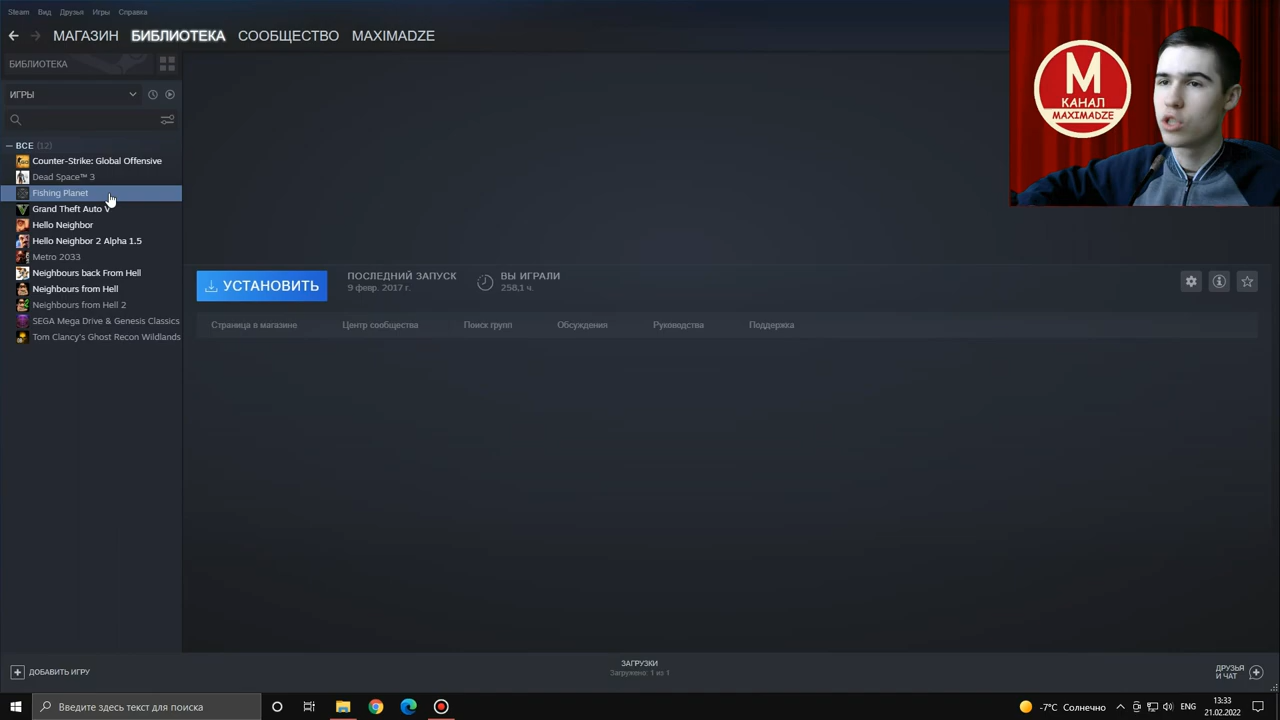 Steam Вид Друзья Игры Справка
МАГАЗИН БИБЛИОТЕКА СООБЩЕСТВО MAXIMADZE
БИБЛИОТЕКА
ИГРЫ
ВСЕ (12)
Counter-Strike: Global Offensive
Dead Space™ 3
Fishing Planet
Grand Theft Auto V
Hello Neighbor
Hello Neighbor 2 Alpha 1.5
Metro 2033
Neighbours back From Hell
Neighbours from Hell
Neighbours from Hell 2
SEGA Mega Drive & Genesis Classics
Tom Clancy's Ghost Recon Wildlands
М
КАНАЛ
MAXIMADZE
УСТАНОВИТЬ
ПОСЛЕДНИЙ ЗАПУСК
9 февр. 2017 г.
ВЫ ИГРАЛИ
258,1 ч.
Страница в магазине Центр сообщества Поиск групп Обсуждения Руководства Поддержка
ДОБАВИТЬ ИГРУ
ЗАГРУЗКИ
Загружено: 1 из 1
ДРУЗЬЯ
И ЧАТ
Введите здесь текст для поиска
-7°C Солнечно
ENG
13:33
21.02.2022